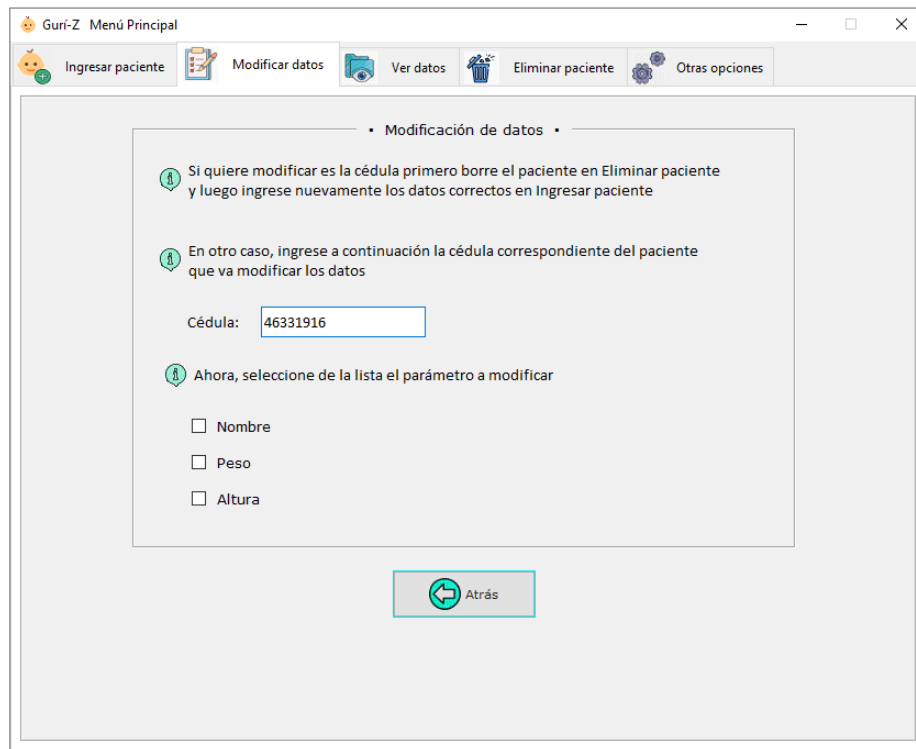 Gurí-Z Menú Principal
Ingresar paciente
Modificar datos
Ver datos
Eliminar paciente
Otras opciones
• Modificación de datos •
Si quiere modificar es la cédula primero borre el paciente en Eliminar paciente
y luego ingrese nuevamente los datos correctos en Ingresar paciente
En otro caso, ingrese a continuación la cédula correspondiente del paciente
que va modificar los datos
Cédula: 46331916
Ahora, seleccione de la lista el parámetro a modificar
Nombre
Peso
Altura
Atrás